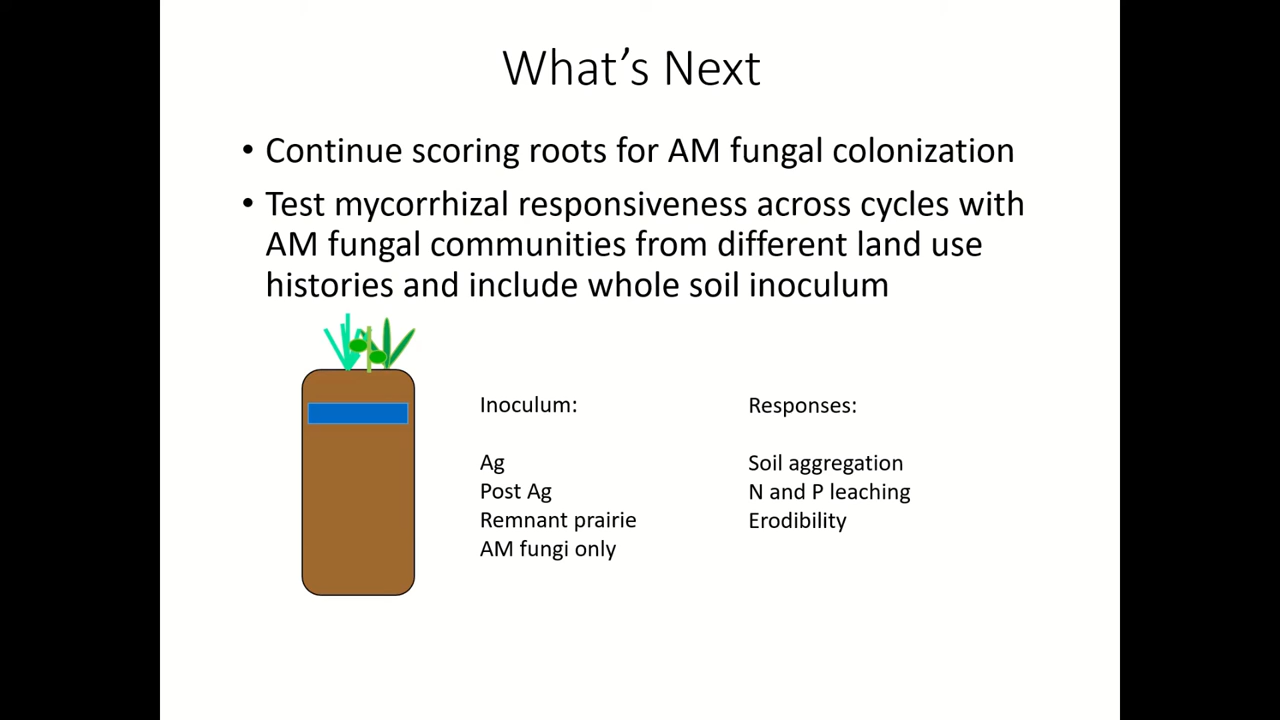 What’s Next
• Continue scoring roots for AM fungal colonization
• Test mycorrhizal responsiveness across cycles with
AM fungal communities from different land use
histories and include whole soil inoculum
Inoculum:
Ag
Post Ag
Remnant prairie
AM fungi only
Responses:
Soil aggregation
N and P leaching
Erodibility